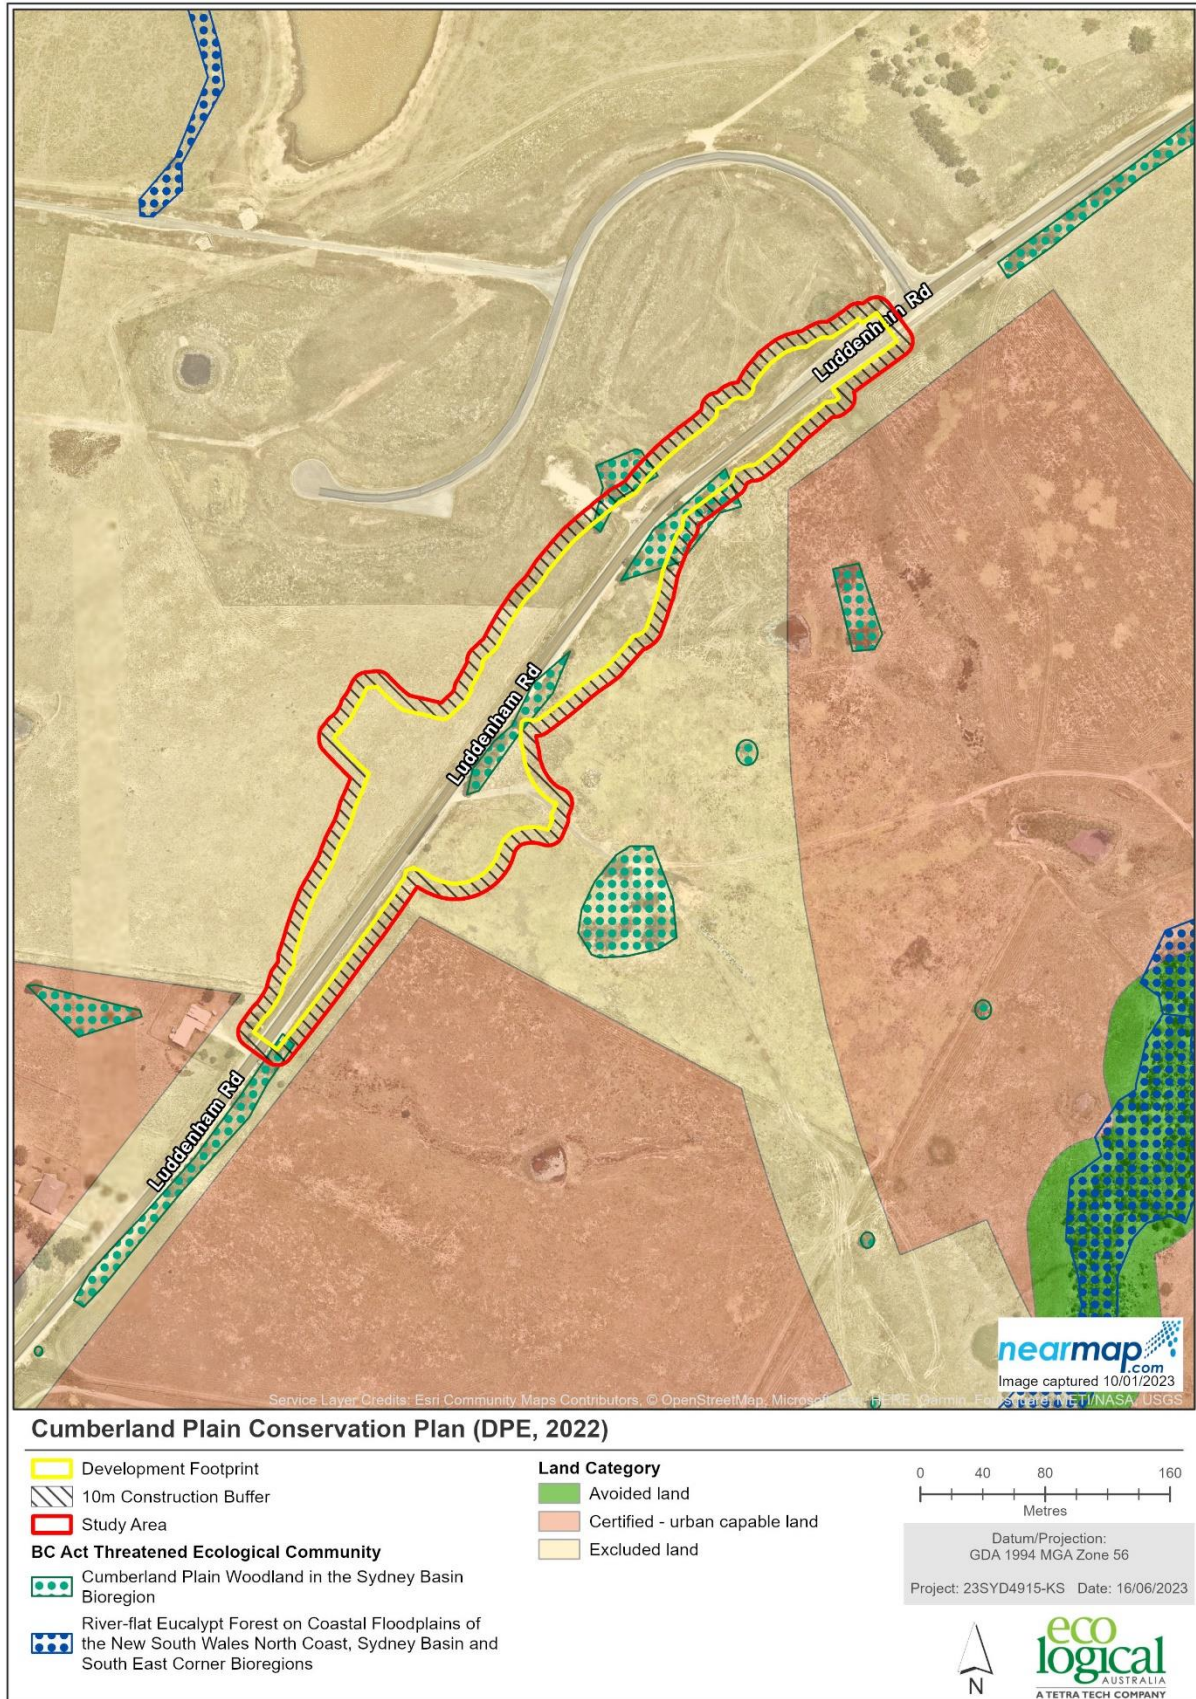 Luddenham Rd
Luddenham Rd
Luddenham Rd
nearmap
.com
Image captured 10/01/2023
Service Layer Credits: Esri Community Maps Contributors, © OpenStreetMap, Microsoft, HERE, Garmin, METI/NASA, USGS
Cumberland Plain Conservation Plan (DPE, 2022)
Development Footprint
10m Construction Buffer
Study Area
BC Act Threatened Ecological Community
Cumberland Plain Woodland in the Sydney Basin
Bioregion
River-flat Eucalypt Forest on Coastal Floodplains of
the New South Wales North Coast, Sydney Basin and
South East Corner Bioregions
Land Category
Avoided land
Certified - urban capable land
Excluded land
0 40 80 160
Metres
Datum/Projection:
GDA 1994 MGA Zone 56
Project: 23SYD4915-KS Date: 16/06/2023
N
eco
logical
AUSTRALIA
A TETRA TECH COMPANY